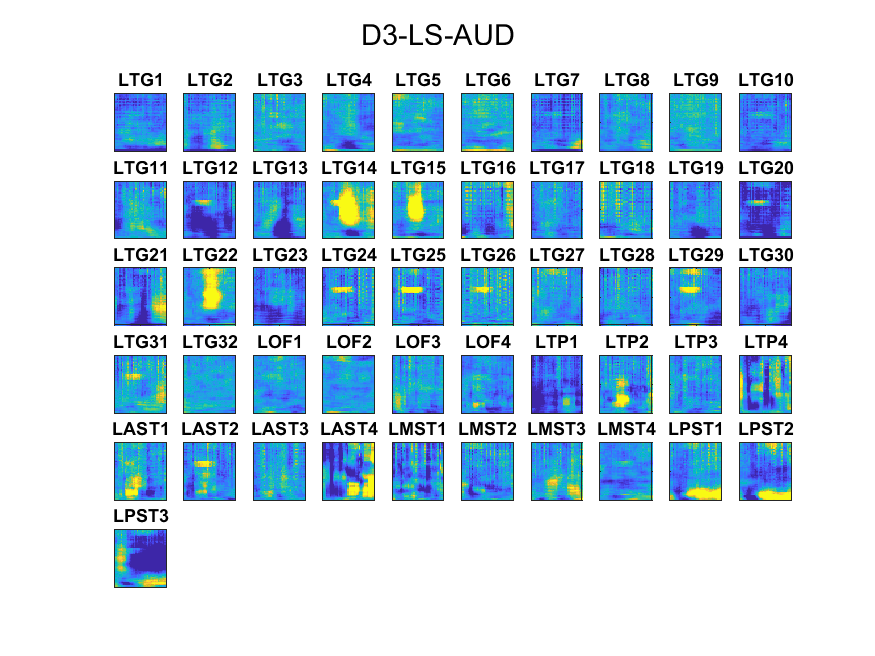 D3-LS-AUD
LTG1 LTG2 LTG3 LTG4 LTG5 LTG6 LTG7 LTG8 LTG9 LTG10
LTG11 LTG12 LTG13 LTG14 LTG15 LTG16 LTG17 LTG18 LTG19 LTG20
LTG21 LTG22 LTG23 LTG24 LTG25 LTG26 LTG27 LTG28 LTG29 LTG30
LTG31 LTG32 LOF1 LOF2 LOF3 LOF4 LTP1 LTP2 LTP3 LTP4
LAST1 LAST2 LAST3 LAST4 LMST1 LMST2 LMST3 LMST4 LPST1 LPST2
LPST3